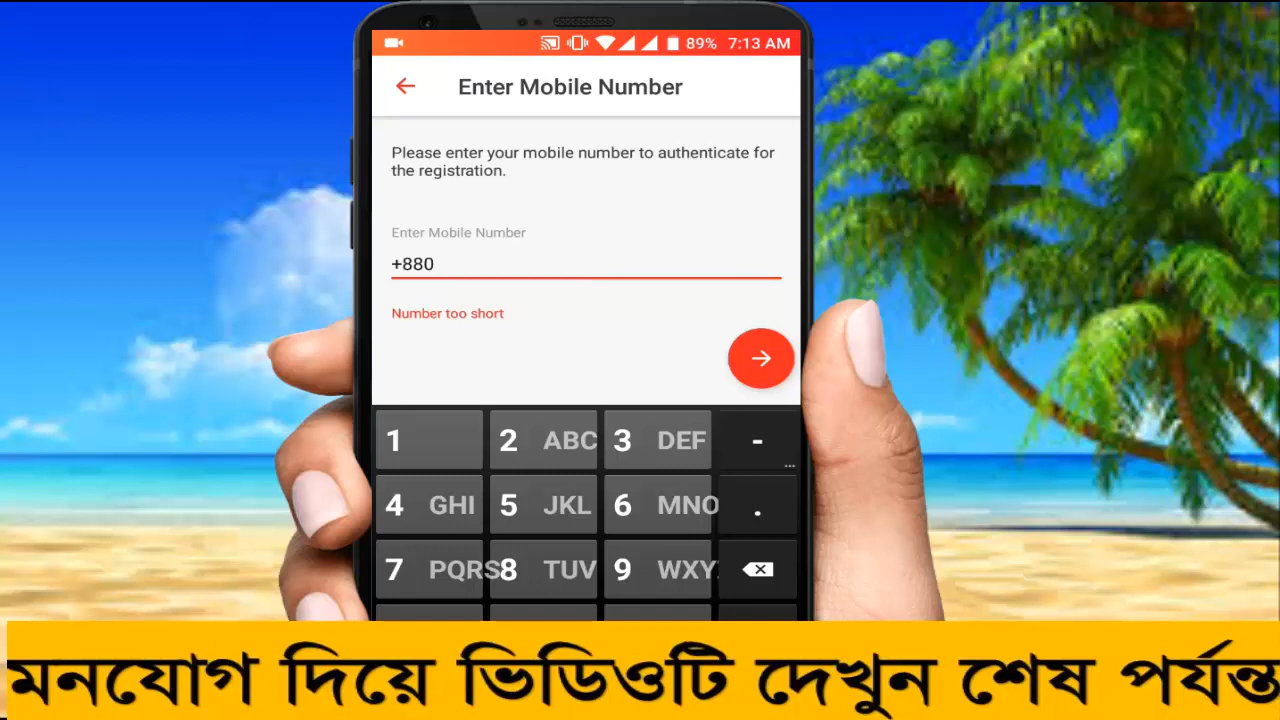 89% 7:13 AM
Enter Mobile Number
Please enter your mobile number to authenticate for
the registration.
Enter Mobile Number
+880
Number too short
1 2 ABC 3 DEF -
...
4 GHI 5 JKL 6 MNO .
7 PQRS 8 TUV 9 WXY
মনযোগ দিয়ে ভিডিওটি দেখুন শেষ পর্যন্ত